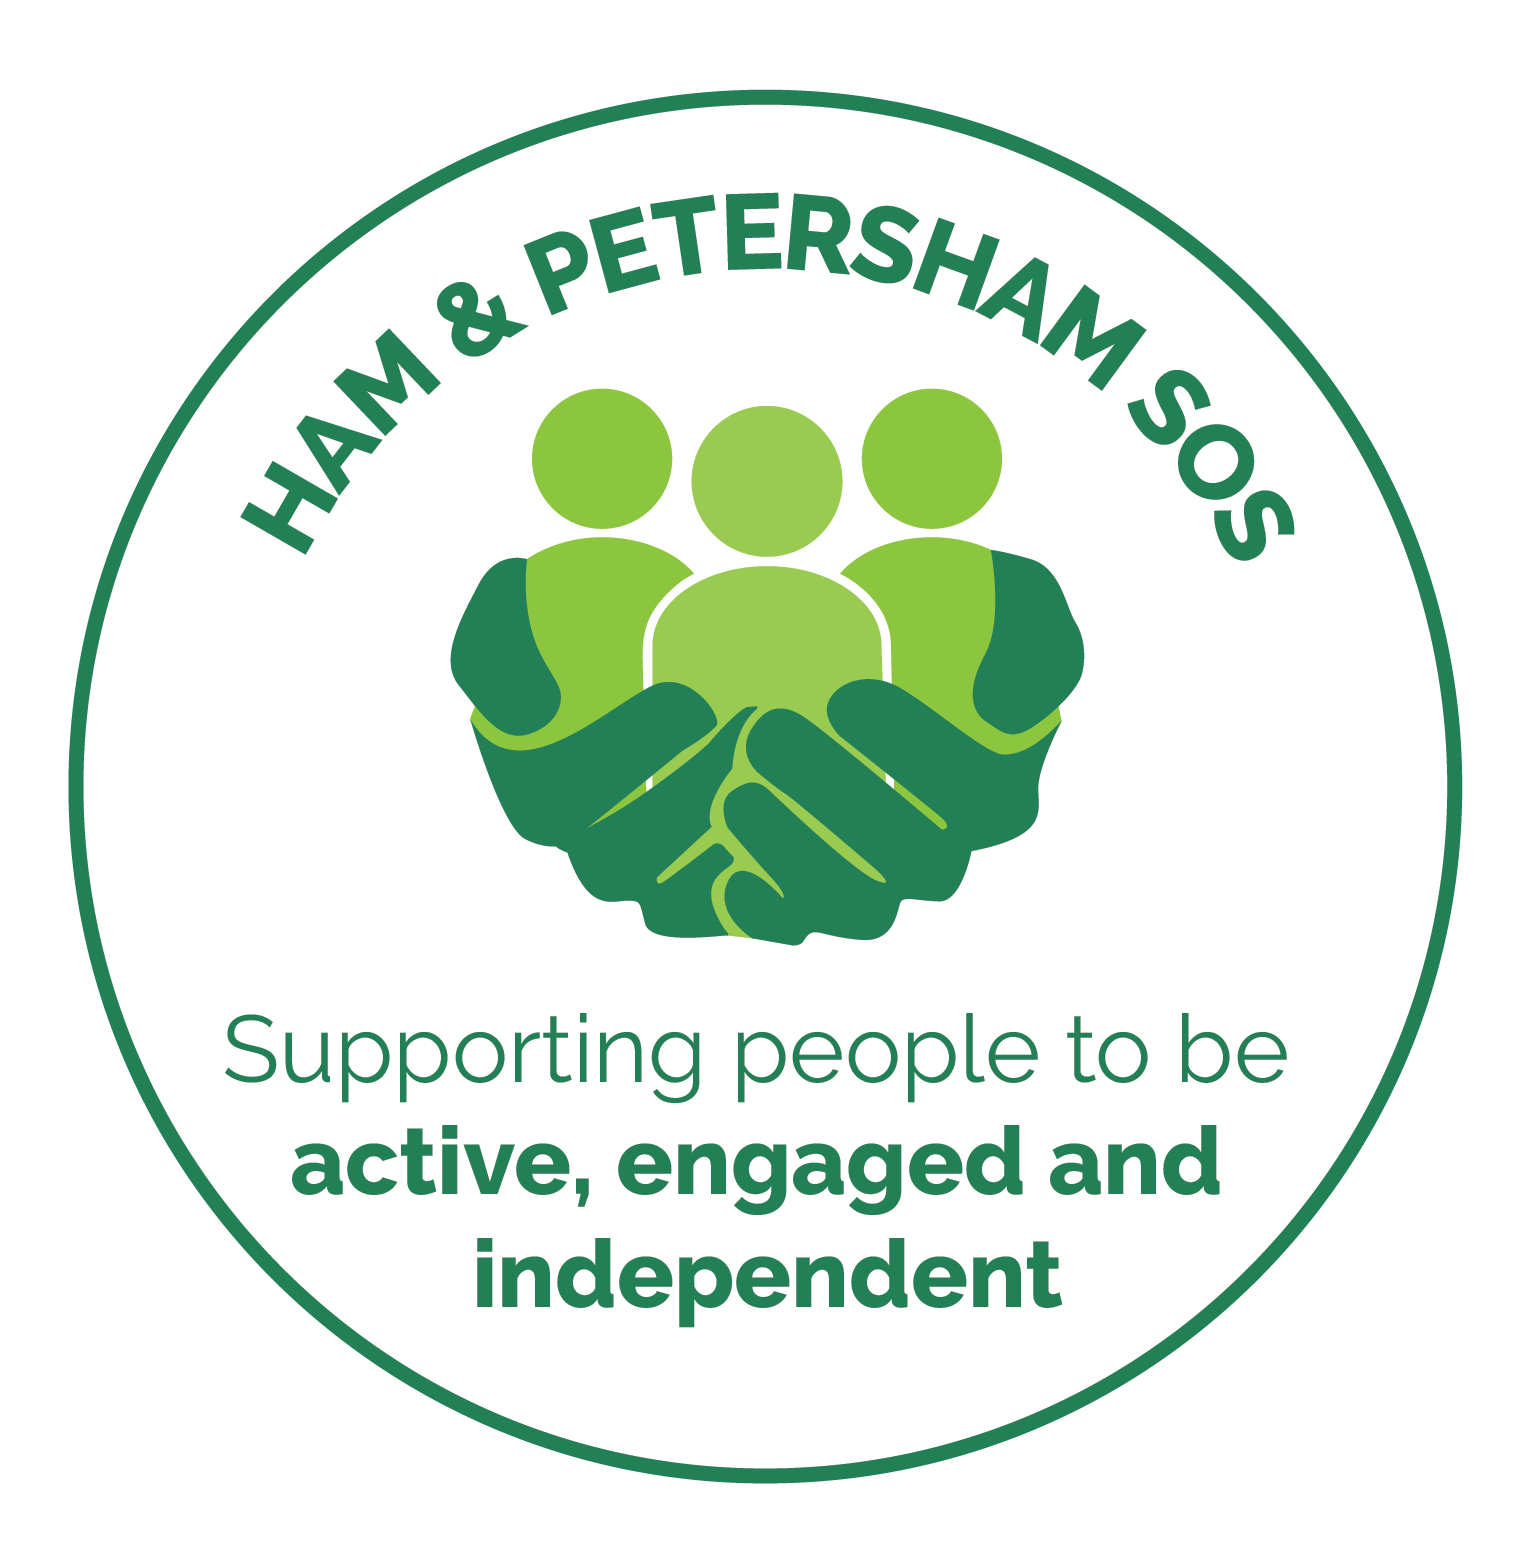 HAM & PETERSHAM SOS
Supporting people to be
active, engaged and
independent